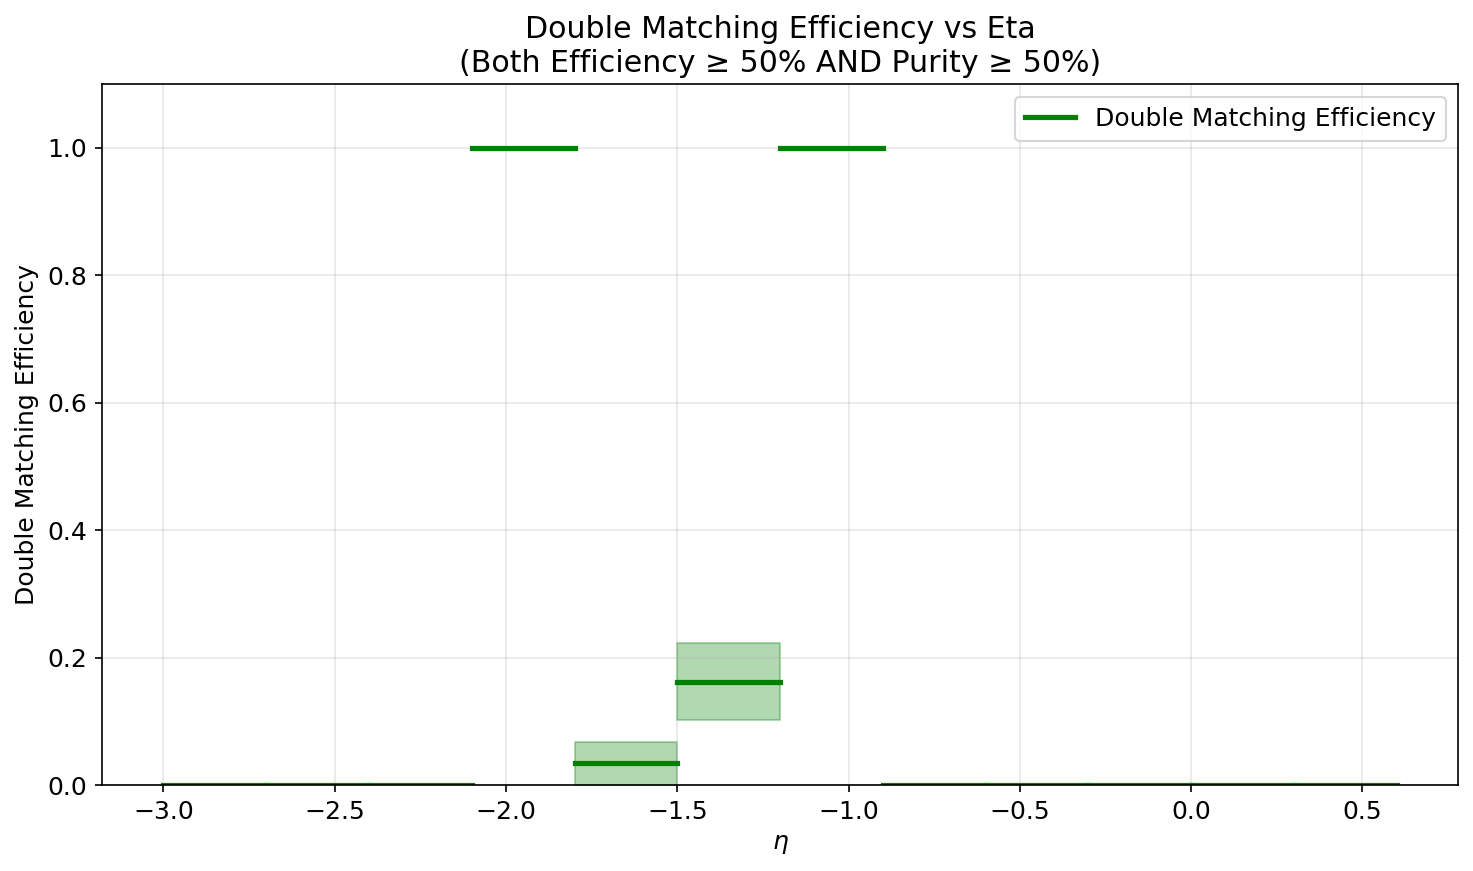 Double Matching Efficiency vs Eta
(Both Efficiency ≥ 50% AND Purity ≥ 50%)
Double Matching Efficiency
Double Matching Efficiency
1.0
0.8
0.6
0.4
0.2
0.0
−3.0 −2.5 −2.0 −1.5 −1.0 −0.5 0.0 0.5
η